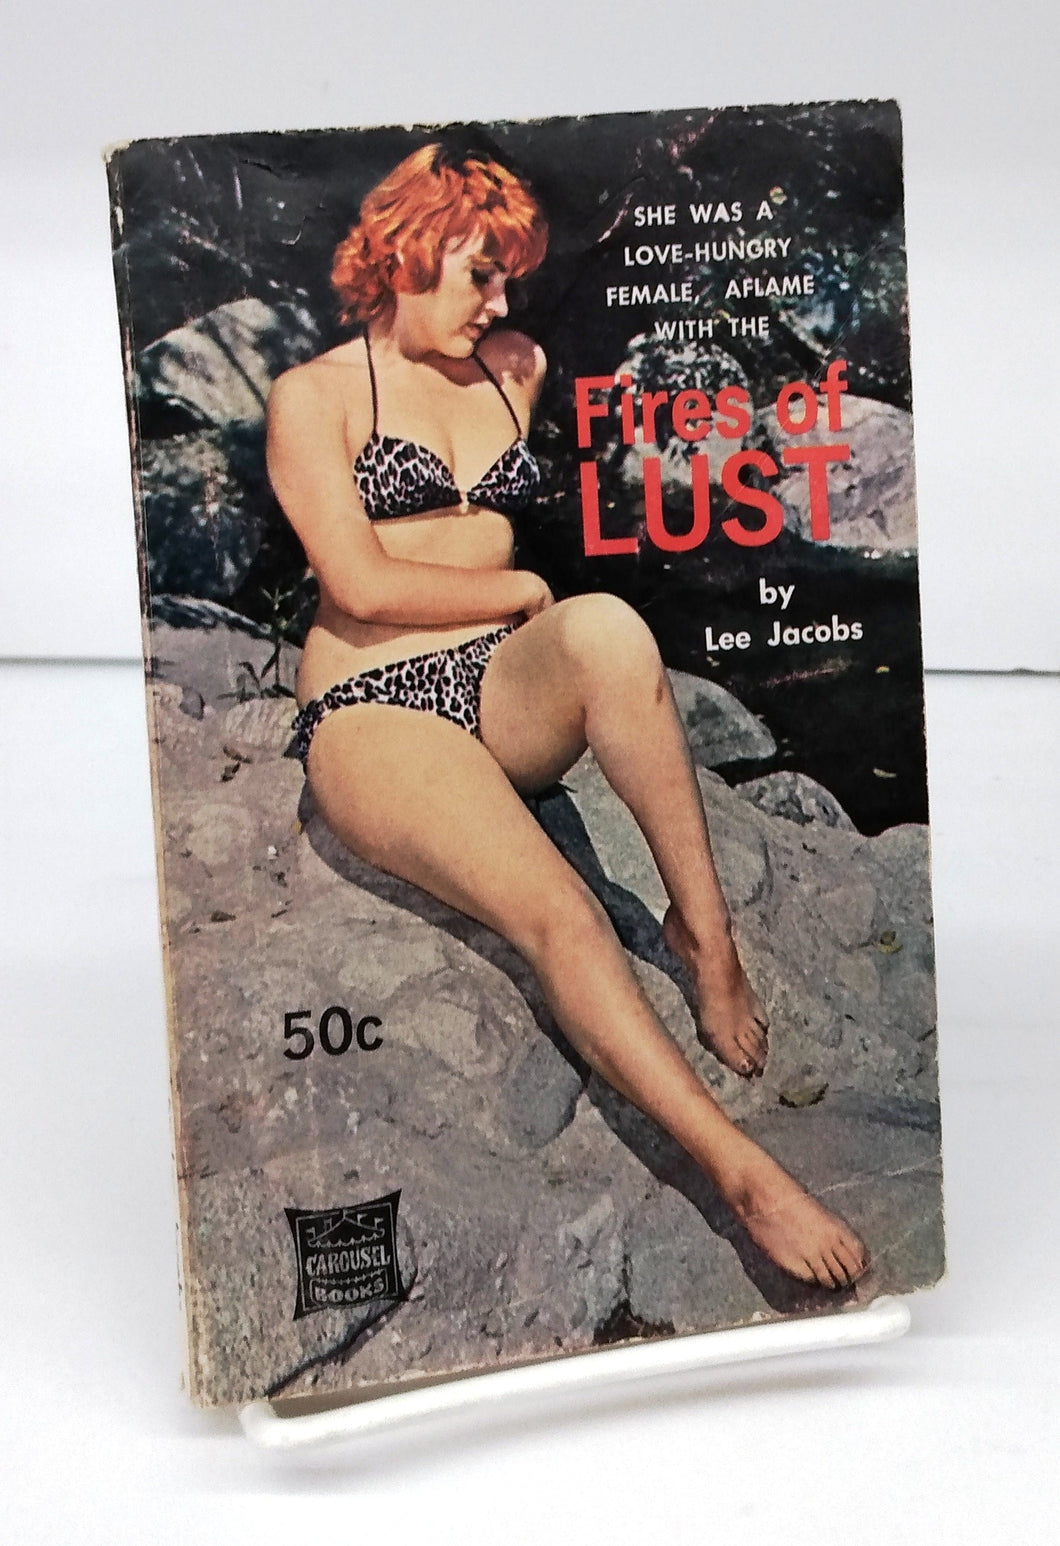 SHE WAS A
LOVE-HUNGRY
FEMALE, AFLAME
WITH THE
Fires of
LUST
by
Lee Jacobs
50c
CAROUSEL
BOOKS